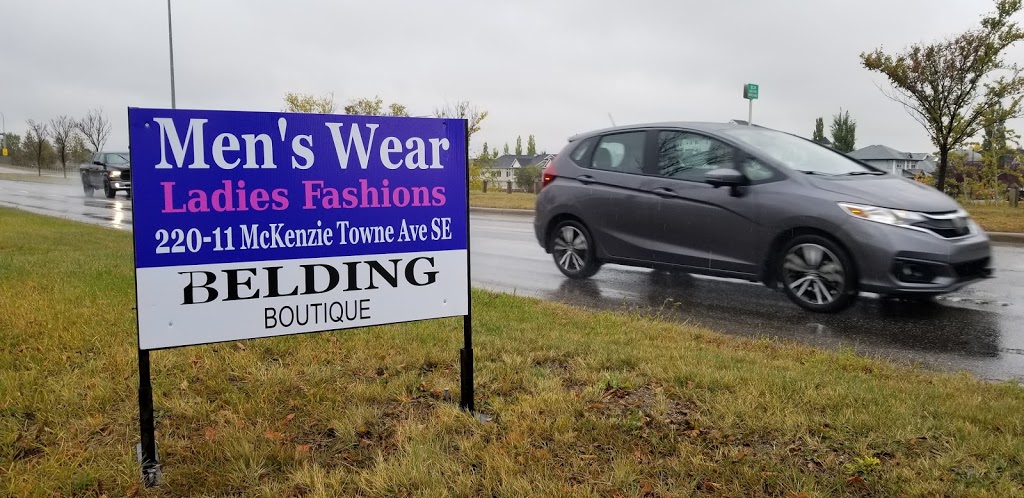 Men's Wear
Ladies Fashions
220-11 McKenzie Towne Ave SE
BELDING
BOUTIQUE